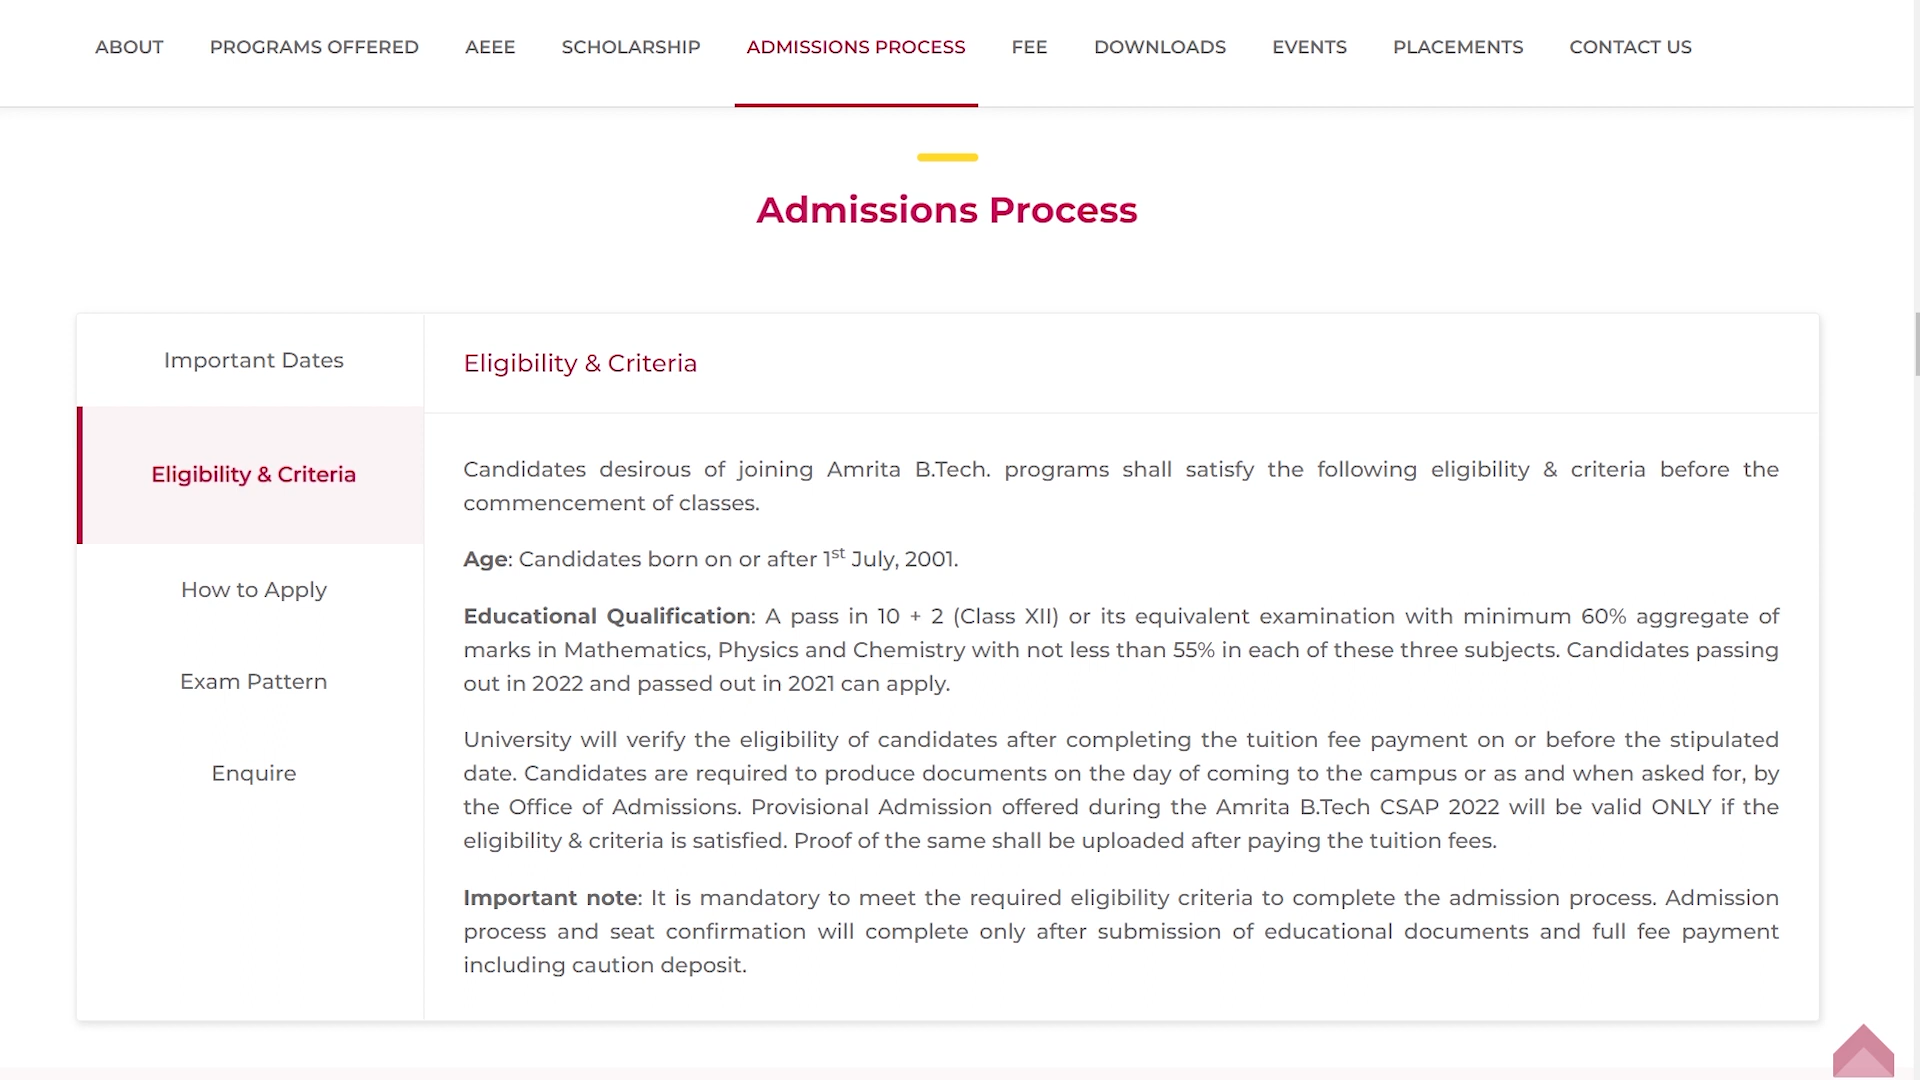 ABOUT PROGRAMS OFFERED AEEE SCHOLARSHIP ADMISSIONS PROCESS FEE DOWNLOADS EVENTS PLACEMENTS CONTACT US
Admissions Process
Important Dates
Eligibility & Criteria
How to Apply
Exam Pattern
Enquire
Eligibility & Criteria
Candidates desirous of joining Amrita B.Tech. programs shall satisfy the following eligibility & criteria before the
commencement of classes.
Age: Candidates born on or after 1st July, 2001.
Educational Qualification: A pass in 10 + 2 (Class XII) or its equivalent examination with minimum 60% aggregate of
marks in Mathematics, Physics and Chemistry with not less than 55% in each of these three subjects. Candidates passing
out in 2022 and passed out in 2021 can apply.
University will verify the eligibility of candidates after completing the tuition fee payment on or before the stipulated
date. Candidates are required to produce documents on the day of coming to the campus or as and when asked for, by
the Office of Admissions. Provisional Admission offered during the Amrita B.Tech CSAP 2022 will be valid ONLY if the
eligibility & criteria is satisfied. Proof of the same shall be uploaded after paying the tuition fees.
Important note: It is mandatory to meet the required eligibility criteria to complete the admission process. Admission
process and seat confirmation will complete only after submission of educational documents and full fee payment
including caution deposit.